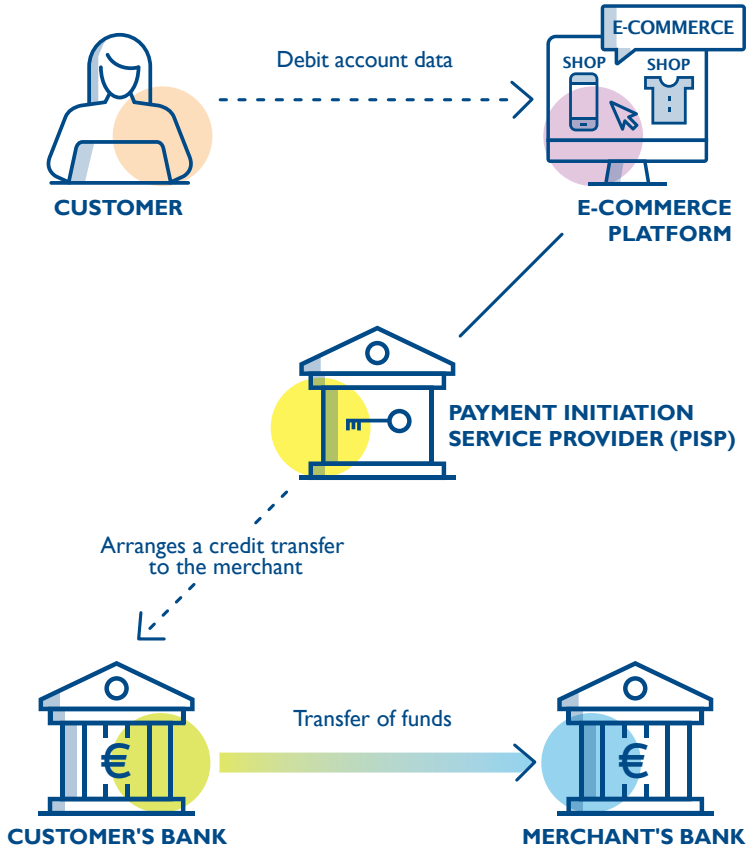 E-COMMERCE
Debit account data
SHOP
SHOP
CUSTOMER
E-COMMERCE
PLATFORM
PAYMENT INITIATION
SERVICE PROVIDER (PISP)
Arranges a credit transfer
to the merchant
Transfer of funds
€
€
CUSTOMER'S BANK
MERCHANT'S BANK